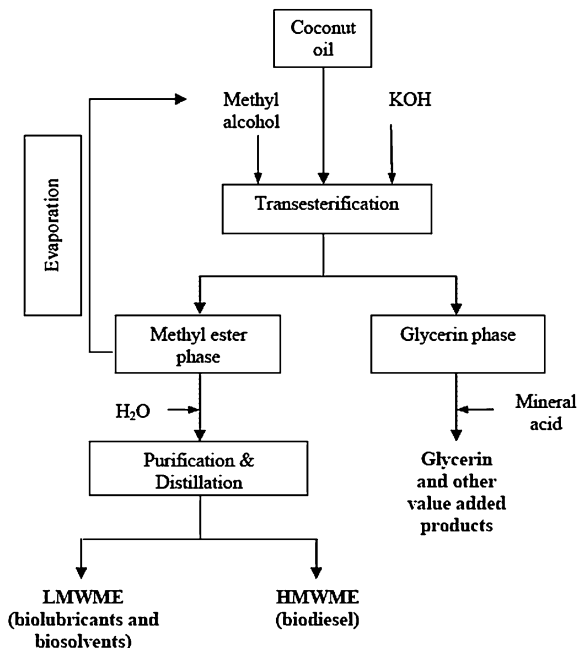 Coconut
oil
Methyl
alcohol
KOH
Transesterification
Evaporation
Methyl ester
phase
Glycerin phase
H₂O
Mineral
acid
Purification &
Distillation
Glycerin
and other
value added
products
LMWME
(biolubricants and
biosolvents)
HMWME
(biodiesel)